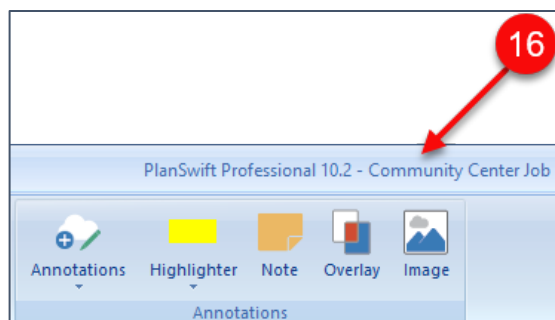 16
PlanSwift Professional 10.2 - Community Center Job
Annotations Highlighter Note Overlay Image
Annotations